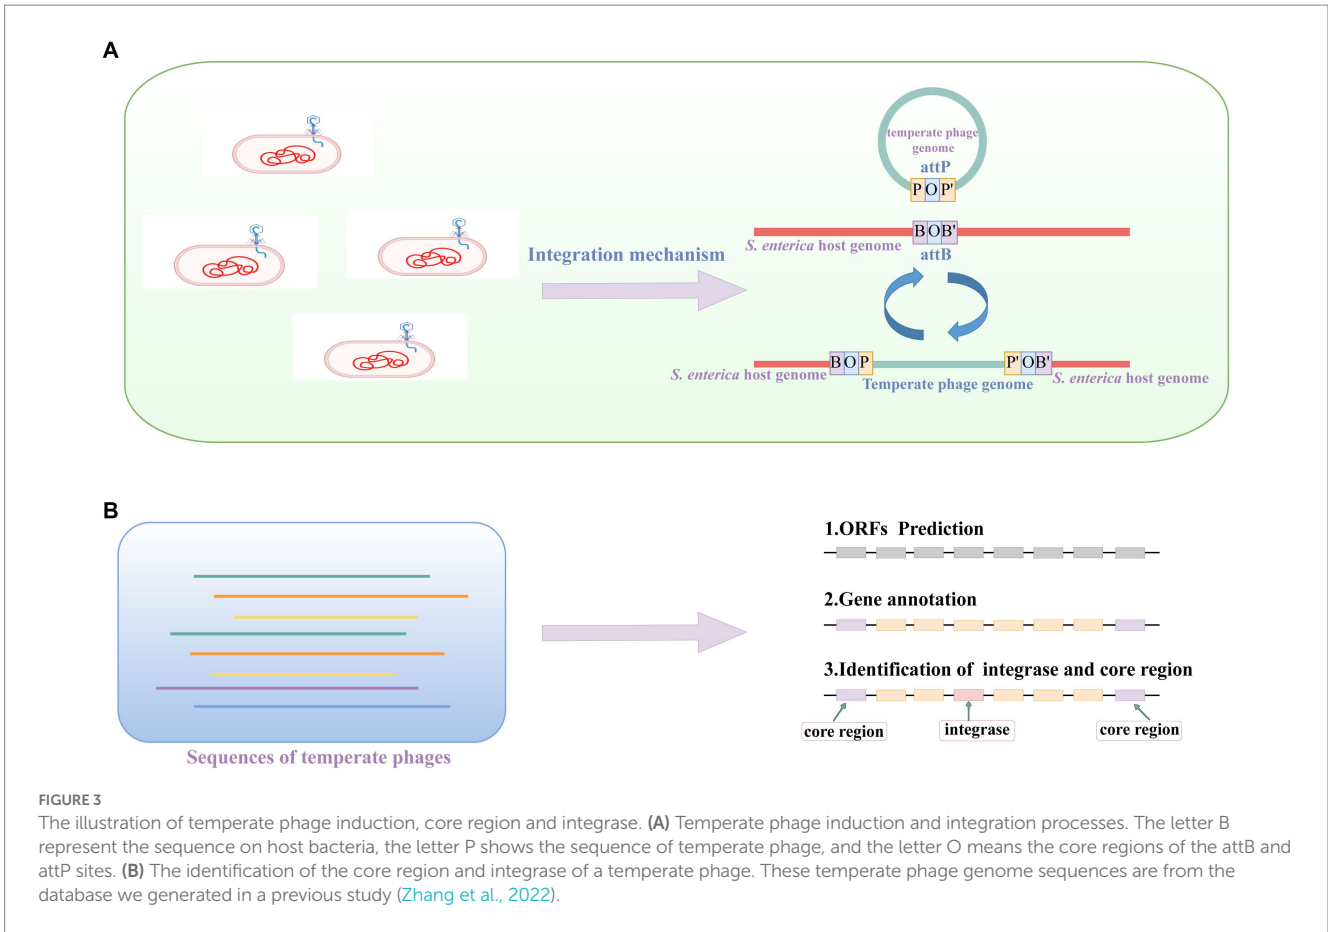 A
temperate phage
genome
attP
P O P'
B O B'
S. enterica host genome
attB
Integration mechanism
B O P
P' O B'
S. enterica host genome
Temperate phage genome
S. enterica host genome
B
1.ORFs Prediction
2.Gene annotation
3.Identification of integrase and core region
core region
integrase
core region
Sequences of temperate phages
FIGURE 3
The illustration of temperate phage induction, core region and integrase. (A) Temperate phage induction and integration processes. The letter B
represent the sequence on host bacteria, the letter P shows the sequence of temperate phage, and the letter O means the core regions of the attB and
attP sites. (B) The identification of the core region and integrase of a temperate phage. These temperate phage genome sequences are from the
database we generated in a previous study (Zhang et al., 2022).